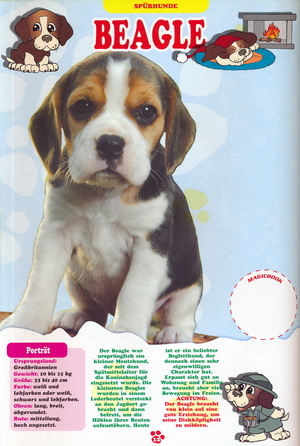 SPÜRHUNDE
BEAGLE
MAGICBOOK
Porträt
Ursprungsland:
Großbritannien
Gewicht: 10 bis 15 kg
Größe: 33 bis 40 cm
Farbe: weiß und
lohfarben oder weiß,
schwarz und lohfarben.
Ohren: lang, breit,
abgerundet.
Rute: mittellang,
hoch angesetzt.
Der Beagle war
ursprünglich ein
kleiner Meutehund,
der seit dem
Spätmittelalter für
die Kaninchenjagd
eingesetzt wurde. Die
kleinsten Beagles
wurden in einem
Lederbeutel versteckt
an den Jagdort ge-
bracht und dann
befreit, um die
Höhlen ihrer Beuten
aufzustöbern. Heute
ist er ein beliebter
Begleithund, der
dennoch einen sehr
eigenwilligen
Charakter hat.
Er passt sich gut an
Wohnung und Familie
an, braucht aber viel
Bewegung im Freien.
ACHTUNG:
Der Beagle braucht
von klein auf eine
gute Erziehung, um
seine Dickköpfigkeit
zu mildern.